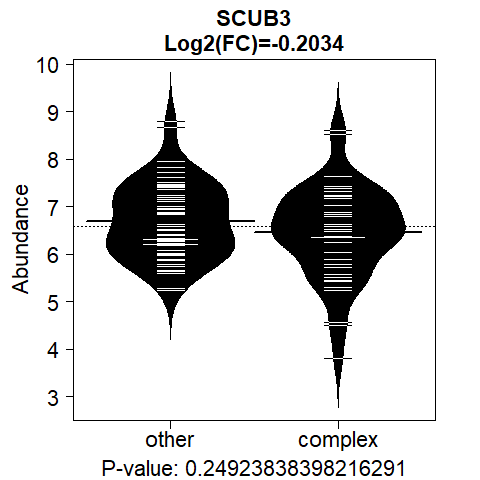 SCUB3
Log2(FC)=-0.2034
10
9
8
7
6
5
4
3
Abundance
other complex
P-value: 0.24923838398216291